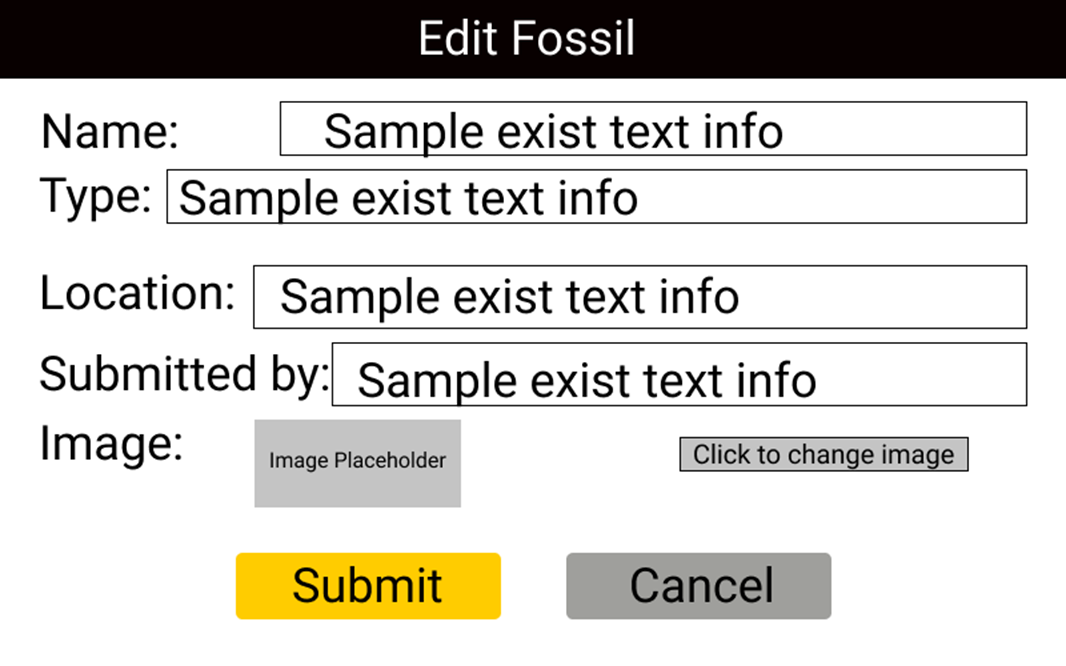 Edit Fossil
Name: Sample exist text info
Type: Sample exist text info
Location: Sample exist text info
Submitted by: Sample exist text info
Image: Image Placeholder Click to change image
Submit Cancel